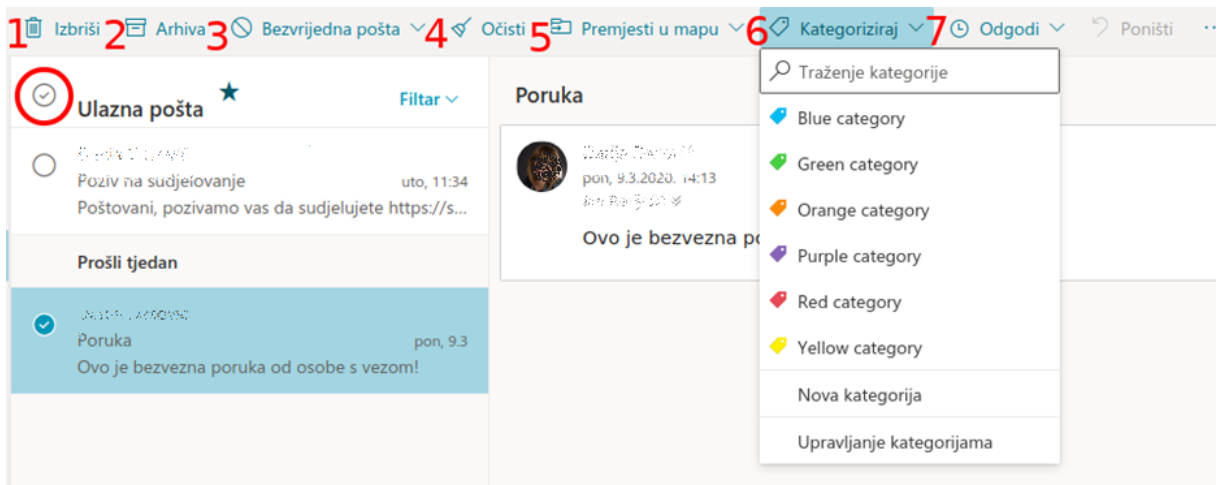 1 Izbriši 2 Arhiva 3 Bezvrijedna pošta 4 Očisti 5 Premjesti u mapu 6 Kategoriziraj 7 Odgodi Poništi ...
Ulazna pošta Filtar
Poziv na sudjelovanje uto, 11:34
Poštovani, pozivamo vas da sudjelujete https://s...
Prošli tjedan
Poruka pon, 9.3
Ovo je bezvezna poruka od osobe s vezom!
Poruka
pon, 9.3.2020. 14:13
Ovo je bezvezna
Traženje kategorije
Blue category
Green category
Orange category
Purple category
Red category
Yellow category
Nova kategorija
Upravljanje kategorijama